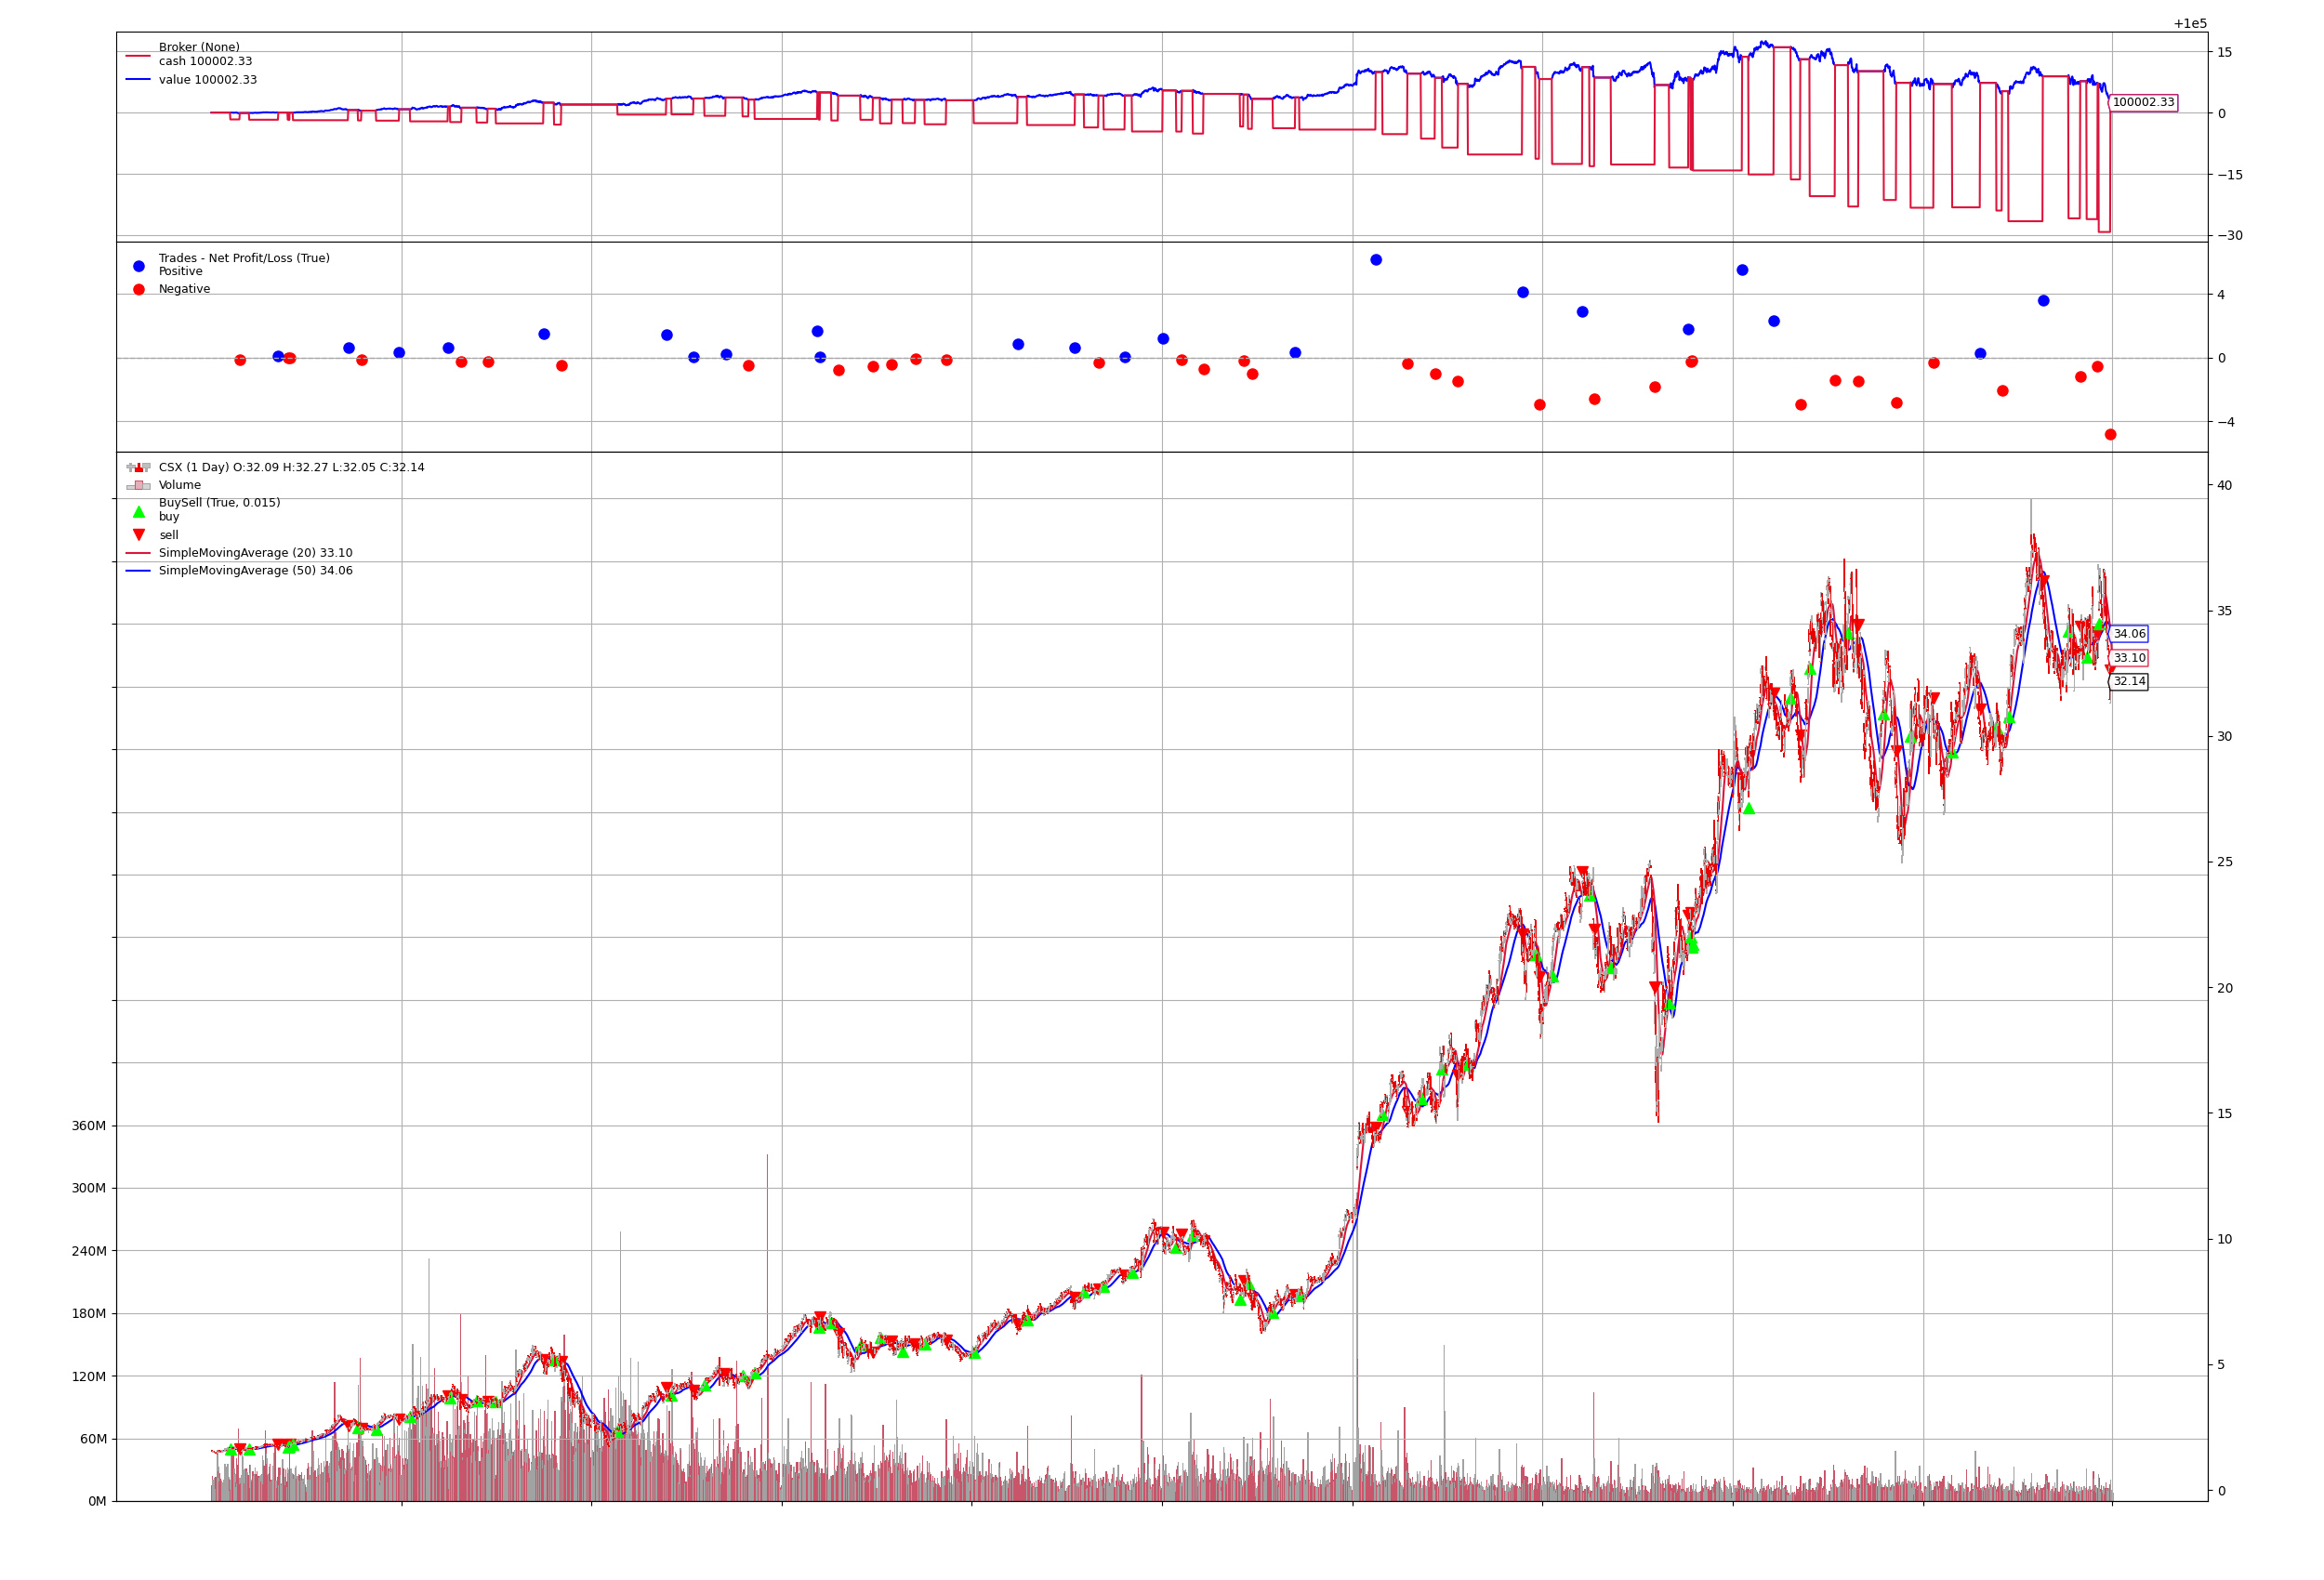 +1e5
Broker (None)
cash 100002.33
value 100002.33
15
0
−15
−30
100002.33
Trades - Net Profit/Loss (True)
Positive
Negative
4
0
−4
CSX (1 Day) O:32.09 H:32.27 L:32.05 C:32.14
Volume
BuySell (True, 0.015)
buy
sell
SimpleMovingAverage (20) 33.10
SimpleMovingAverage (50) 34.06
40
35
34.06
33.10
32.14
30
25
20
15
10
5
0
360M
300M
240M
180M
120M
60M
0M